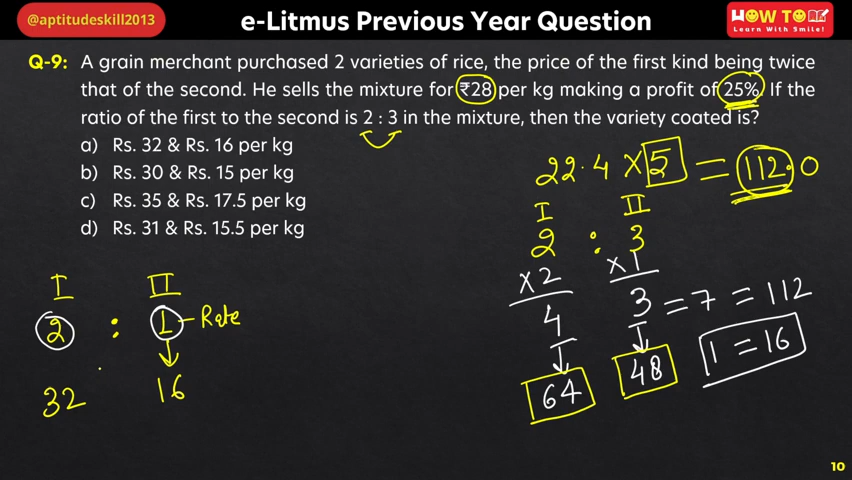 @aptitudeskill2013
e-Litmus Previous Year Question
HOW TO
Learn With Smile!
Q-9: A grain merchant purchased 2 varieties of rice, the price of the first kind being twice
that of the second. He sells the mixture for ₹28 per kg making a profit of 25%. If the
ratio of the first to the second is 2 : 3 in the mixture, then the variety coated is?
a) Rs. 32 & Rs. 16 per kg
b) Rs. 30 & Rs. 15 per kg
c) Rs. 35 & Rs. 17.5 per kg
d) Rs. 31 & Rs. 15.5 per kg
22.4 × 5 = 112.0
I II
2 : 3
×2 ×1
4 3 = 7 = 112
64 48
1 = 16
I II
2 : 1 - Rate
32 16
10